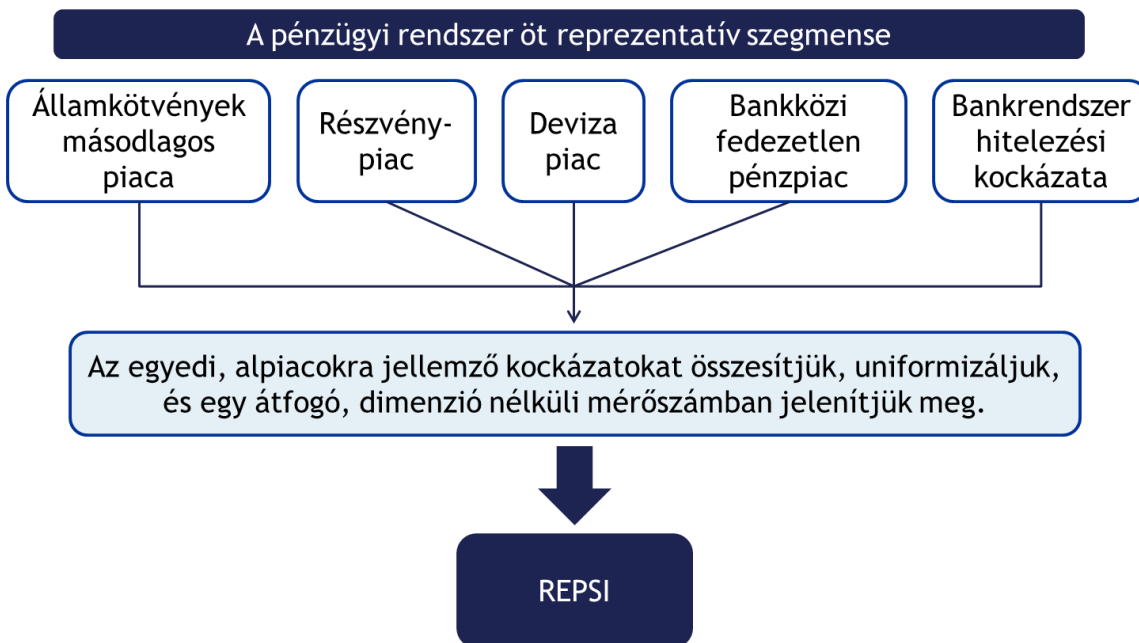 A pénzügyi rendszer öt reprezentatív szegmense
Államkötvények
másodlagos
piaca
Részvény-
piac
Deviza
piac
Bankközi
fedezetlen
pénzpiac
Bankrendszer
hitelezési
kockázata
Az egyedi, alpiacokra jellemző kockázatokat összesítjük, uniformizáljuk,
és egy átfogó, dimenzió nélküli mérőszámban jelenítjük meg.
REPSI